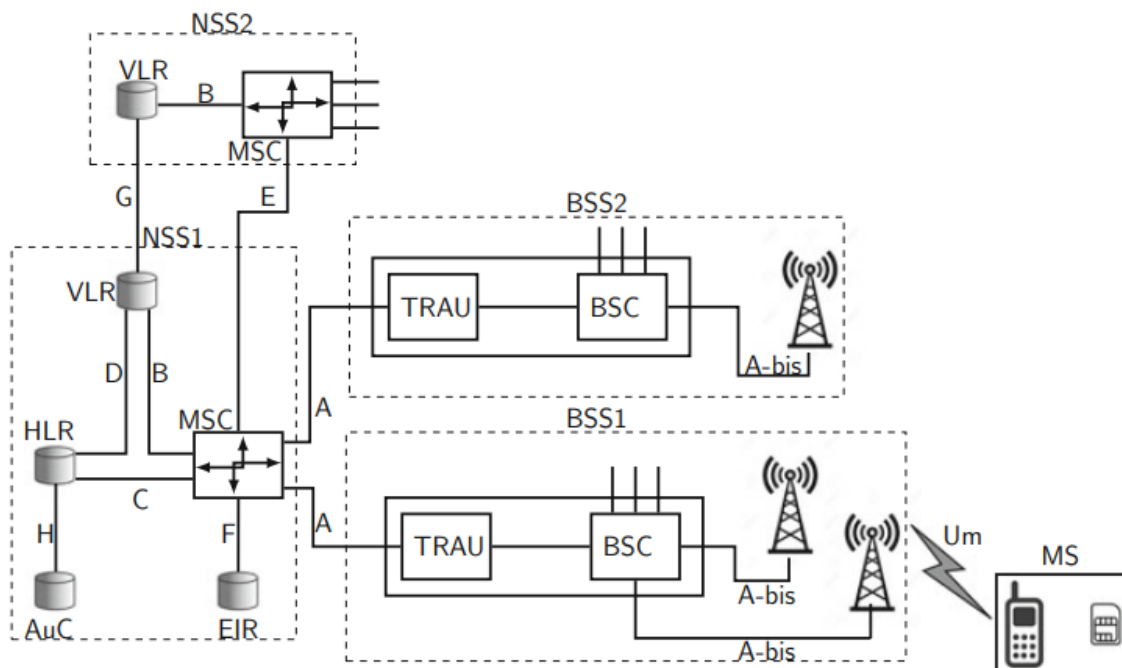 NSS2
VLR
B
MSC
G
E
BSS2
NSS1
VLR
TRAU
BSC
A-bis
D
B
A
MSC
BSS1
HLR
C
A
TRAU
BSC
Um
MS
H
F
A-bis
AuC
EIR
A-bis